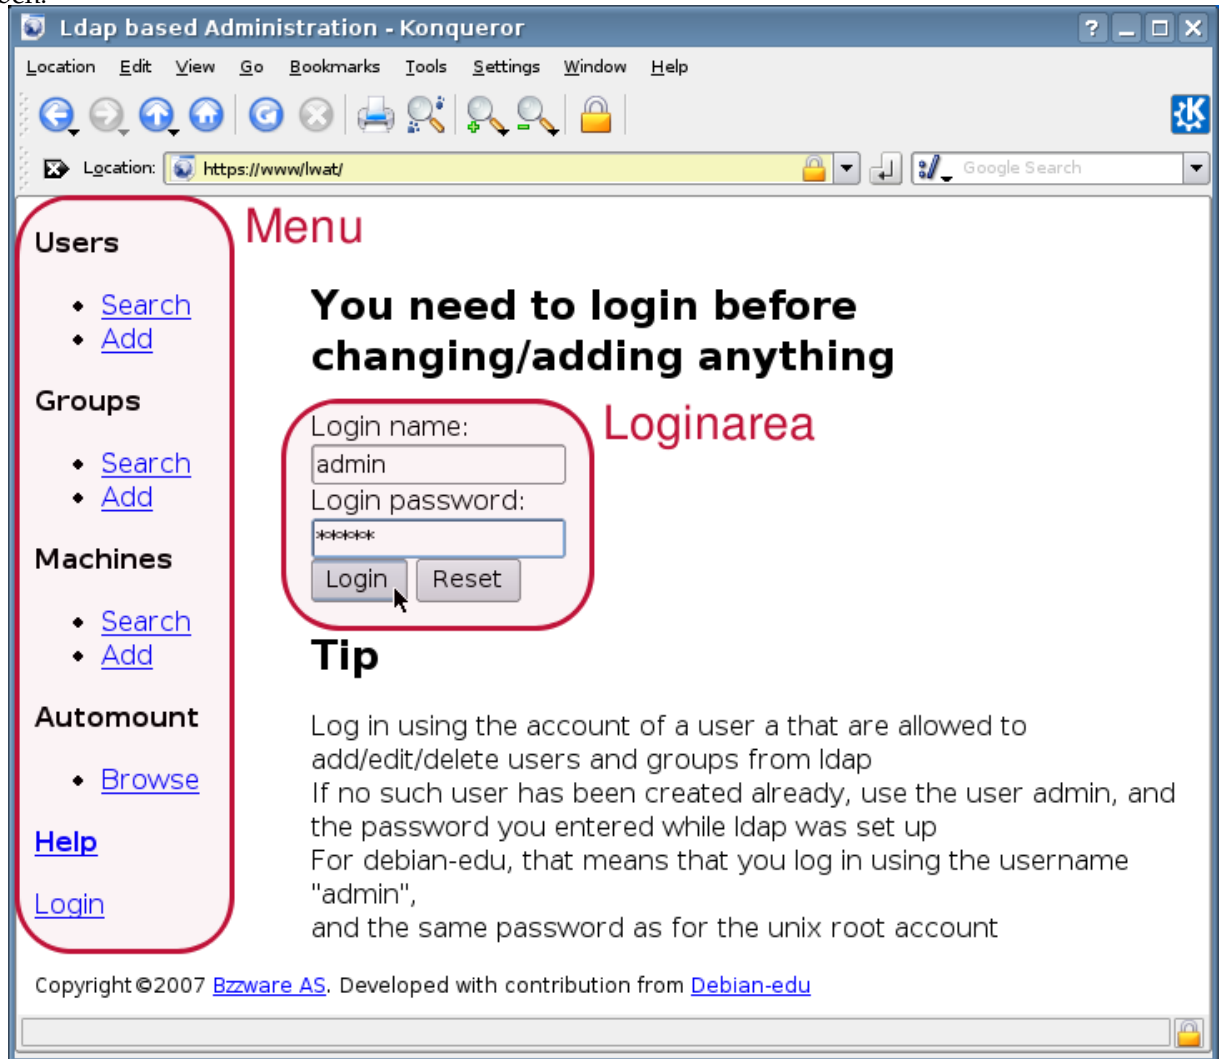 Ldap based Administration - Konqueror
Location Edit View Go Bookmarks Tools Settings Window Help
Location: https://www/lwat/ Google Search
Menu
Users
Search
Add
Groups
Search
Add
Machines
Search
Add
Automount
Browse
Help
Login
You need to login before
changing/adding anything
Loginarea
Login name:
admin
Login password:
*****
Login Reset
Tip
Log in using the account of a user a that are allowed to
add/edit/delete users and groups from ldap
If no such user has been created already, use the user admin, and
the password you entered while ldap was set up
For debian-edu, that means that you log in using the username
"admin",
and the same password as for the unix root account
Copyright©2007 Bzzware AS. Developed with contribution from Debian-edu